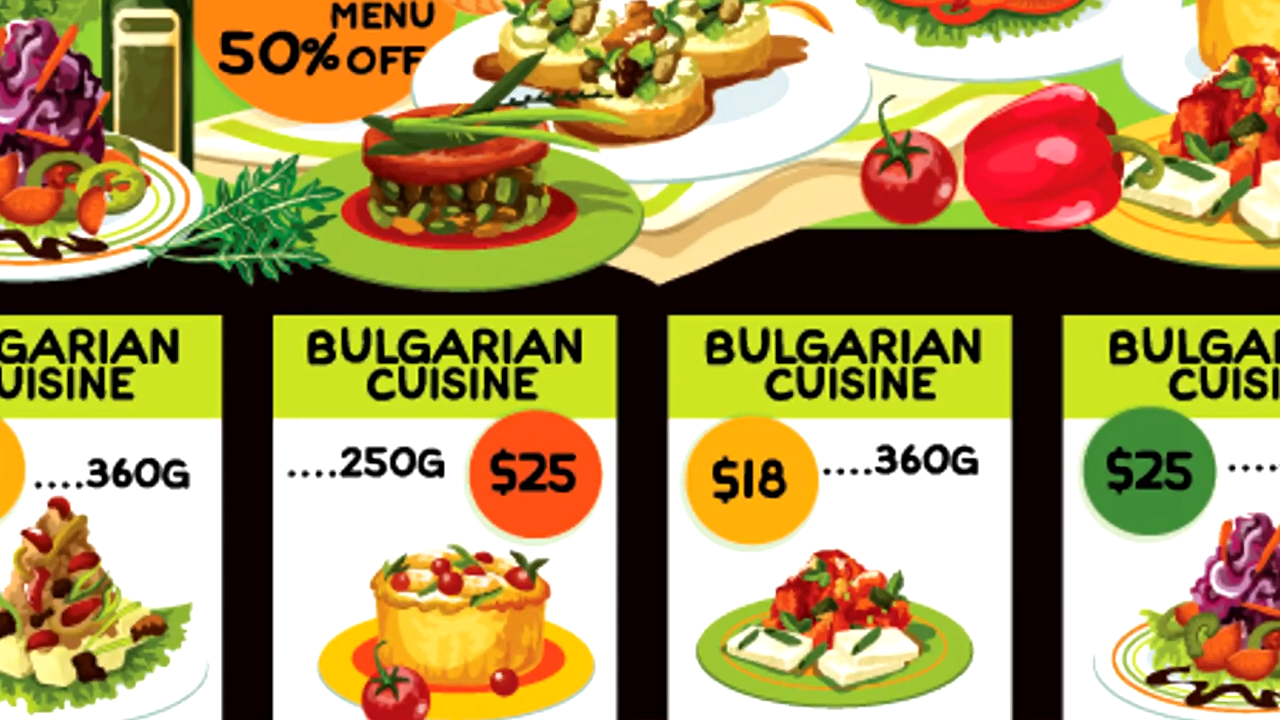 MENU
50% OFF
GARIAN
UISINE
....360G
BULGARIAN
CUISINE
....250G
$25
BULGARIAN
CUISINE
$18
....360G
BULGA
CUISI
$25
....